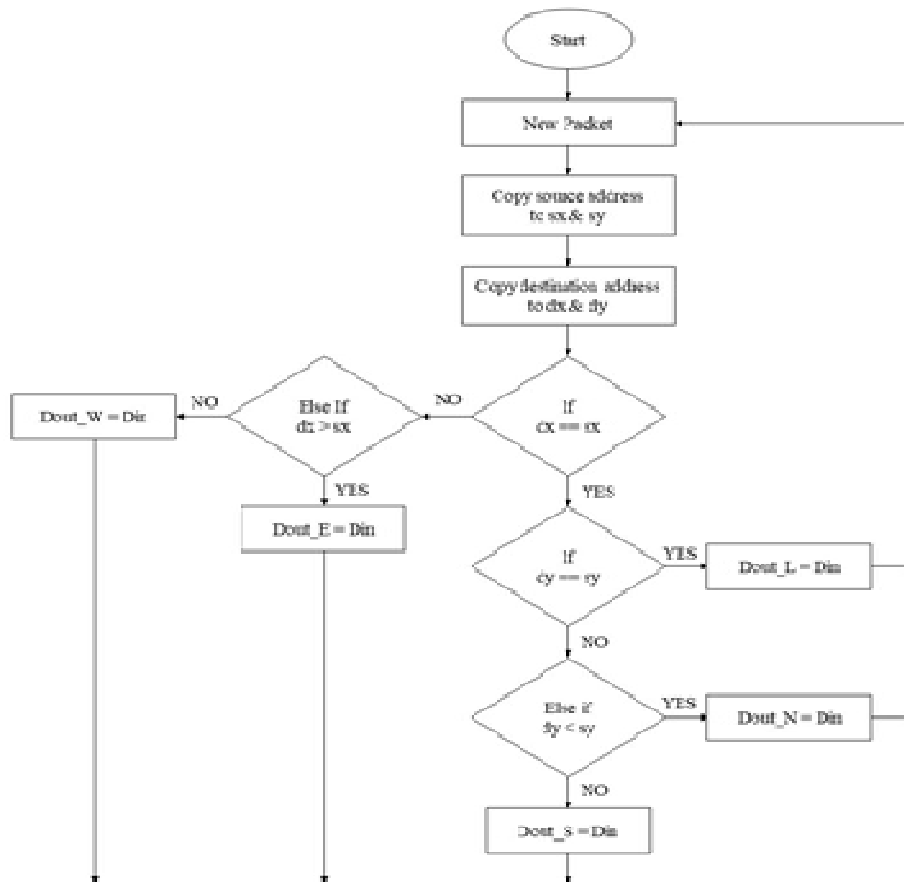 Start
New Packet
Copy source address
to sx & sy
Copy destination address
to dx & dy
If
dx == sx
NO
Else If
dx > sx
NO
Dout_W = Din
YES
Dout_E = Din
YES
If
dy == sy
YES
Dout_L = Din
NO
Else if
dy < sy
YES
Dout_N = Din
NO
Dout_S = Din